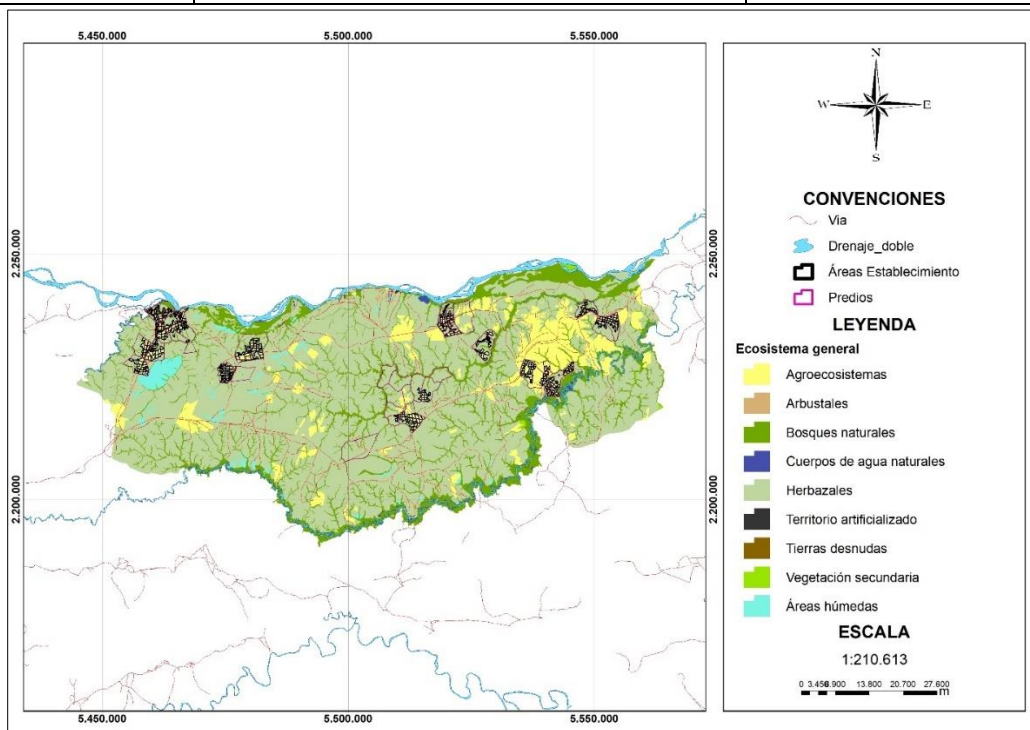 5.450.000 5.500.000 5.550.000
2.250.000 2.250.000
2.200.000 2.200.000
5.450.000 5.500.000 5.550.000
N
W E
S
CONVENCIONES
Via
Drenaje_doble
Áreas Establecimiento
Predios
LEYENDA
Ecosistema general
Agroecosistemas
Arbustales
Bosques naturales
Cuerpos de agua naturales
Herbazales
Territorio artificializado
Tierras desnudas
Vegetación secundaria
Áreas húmedas
ESCALA
1:210.613
0 13.800 20.700 27.600
m